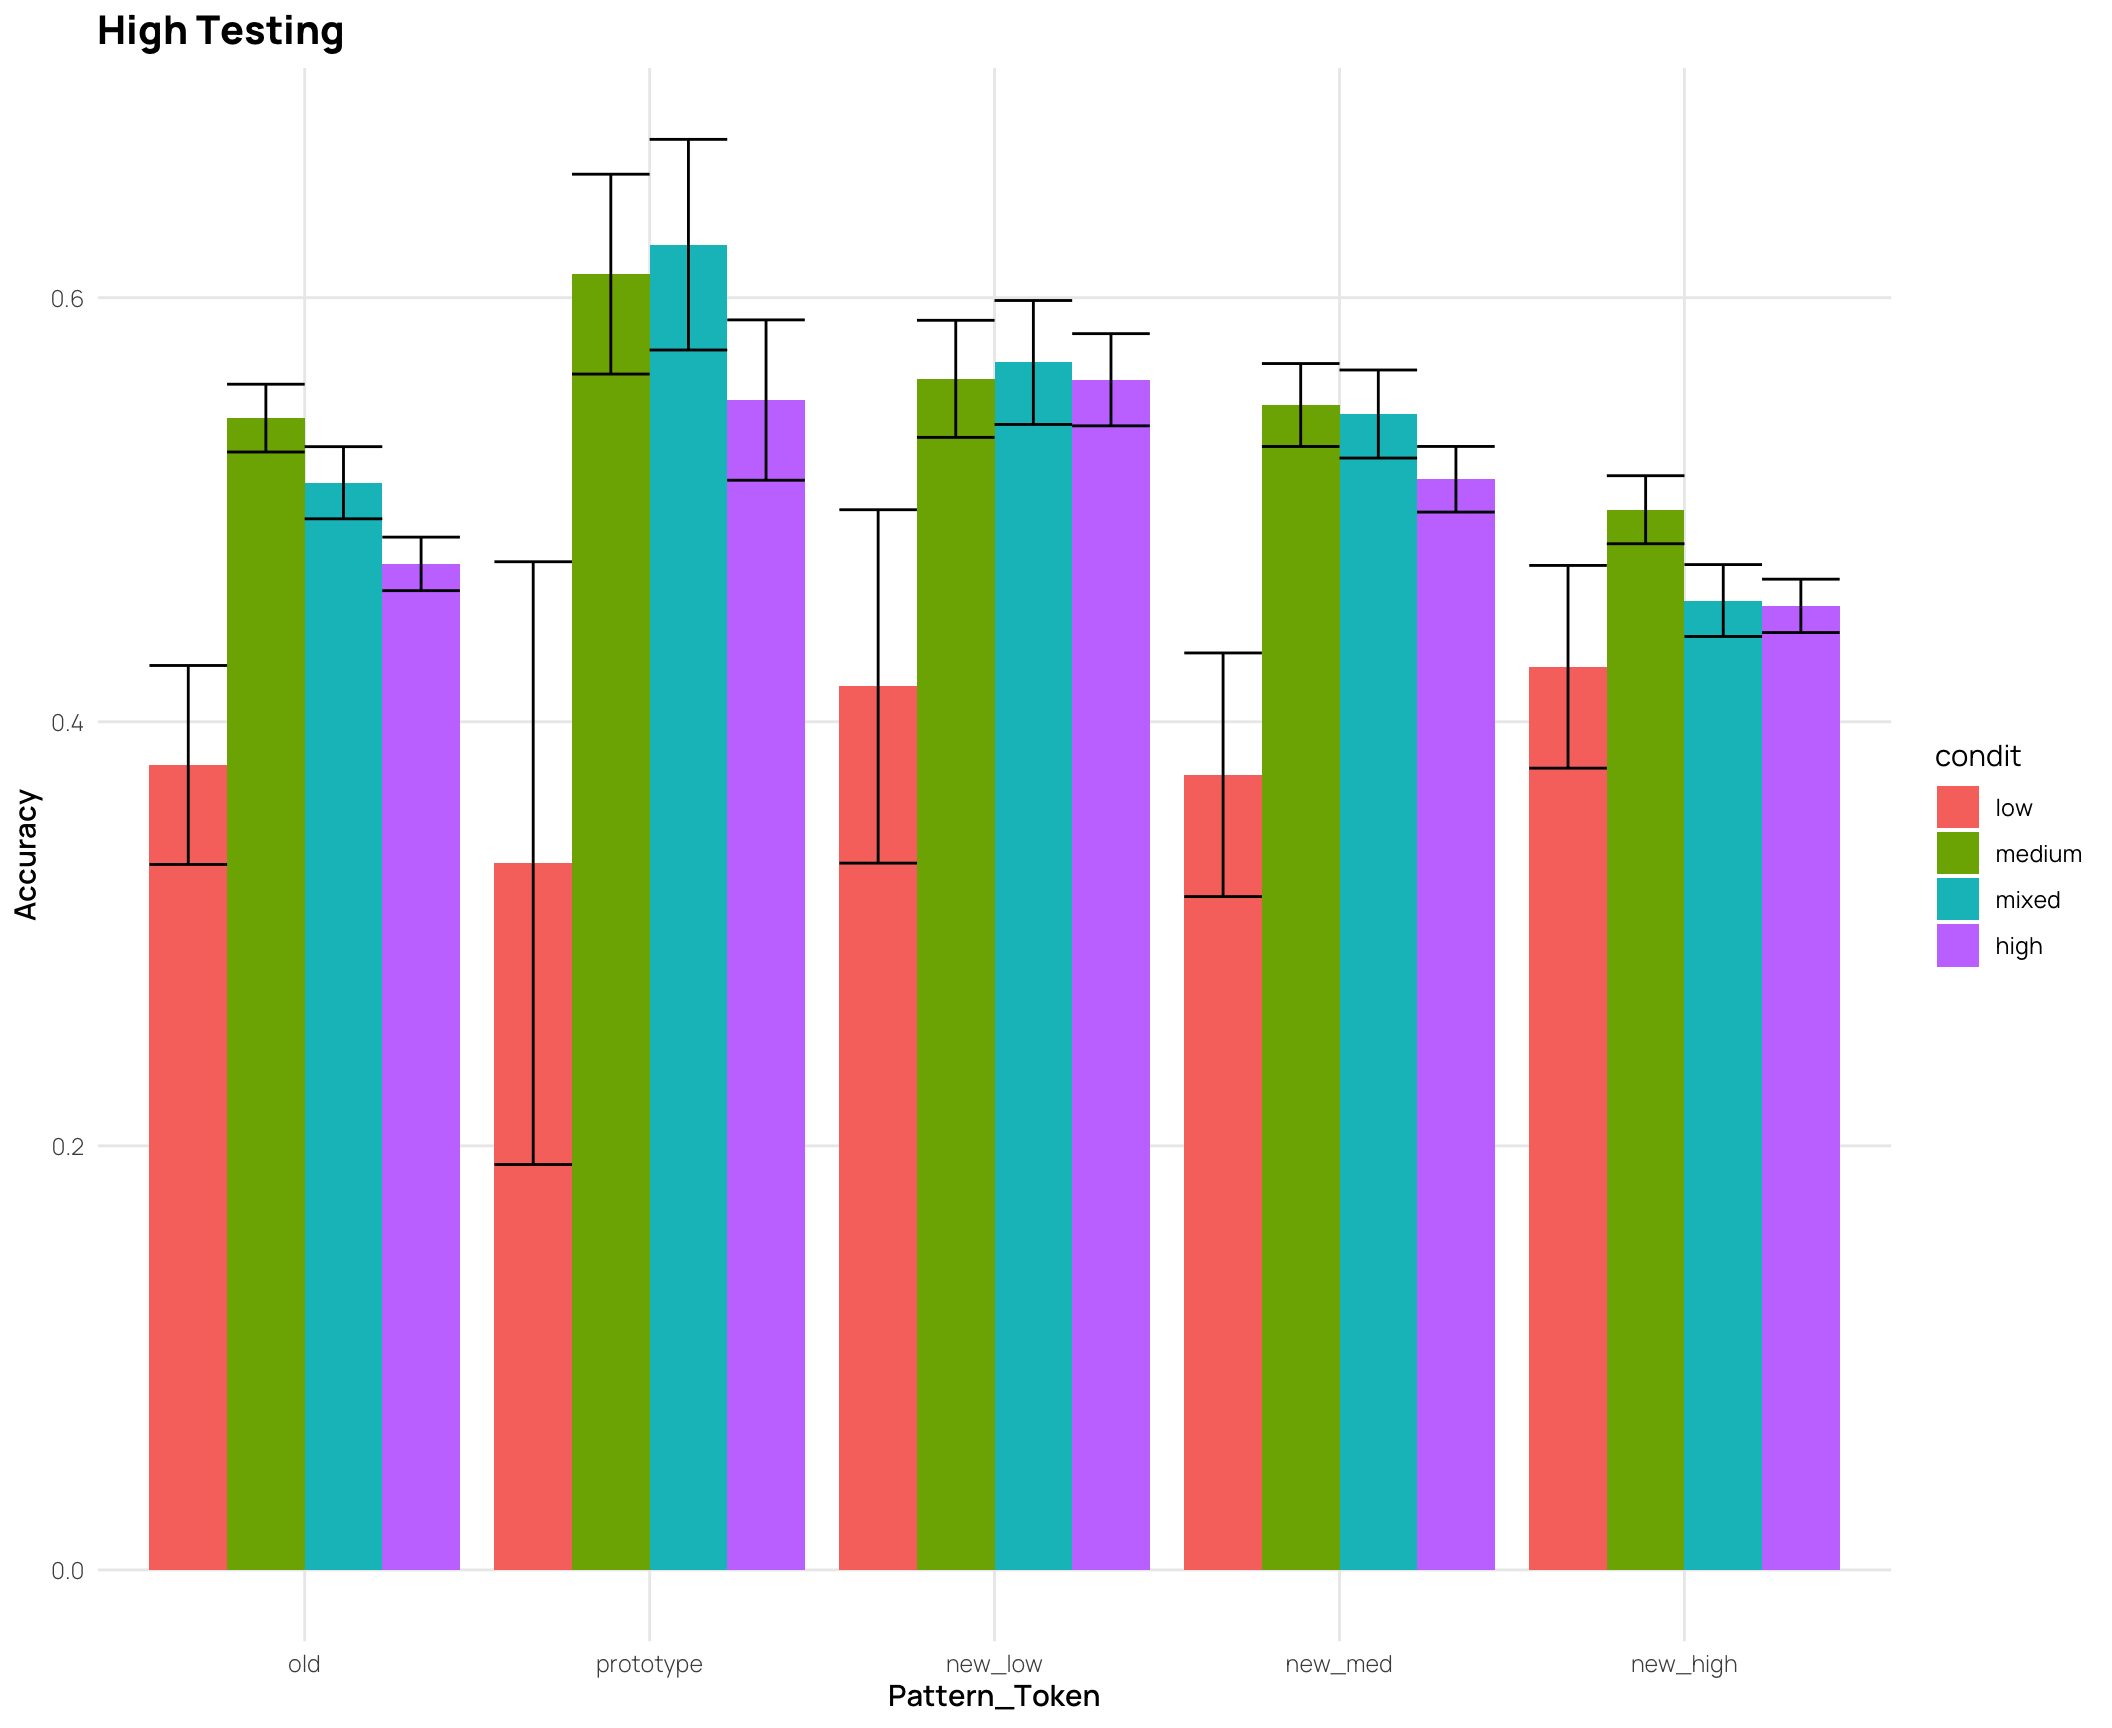 High Testing
Accuracy
0.6
0.4
0.2
0.0
old
prototype
new_low
new_med
new_high
Pattern_Token
condit
low
medium
mixed
high